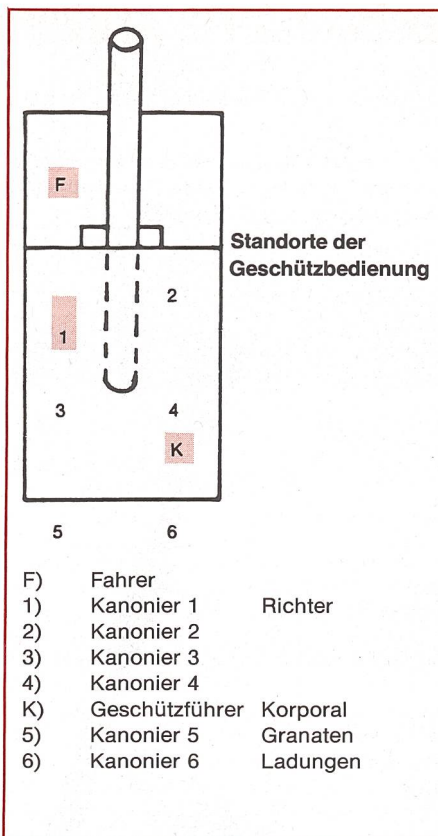 F
Standorte der
Geschützbedienung
2
1
3 4
K
5 6
F) Fahrer
1) Kanonier 1 Richter
2) Kanonier 2
3) Kanonier 3
4) Kanonier 4
K) Geschützführer Korporal
5) Kanonier 5 Granaten
6) Kanonier 6 Ladungen